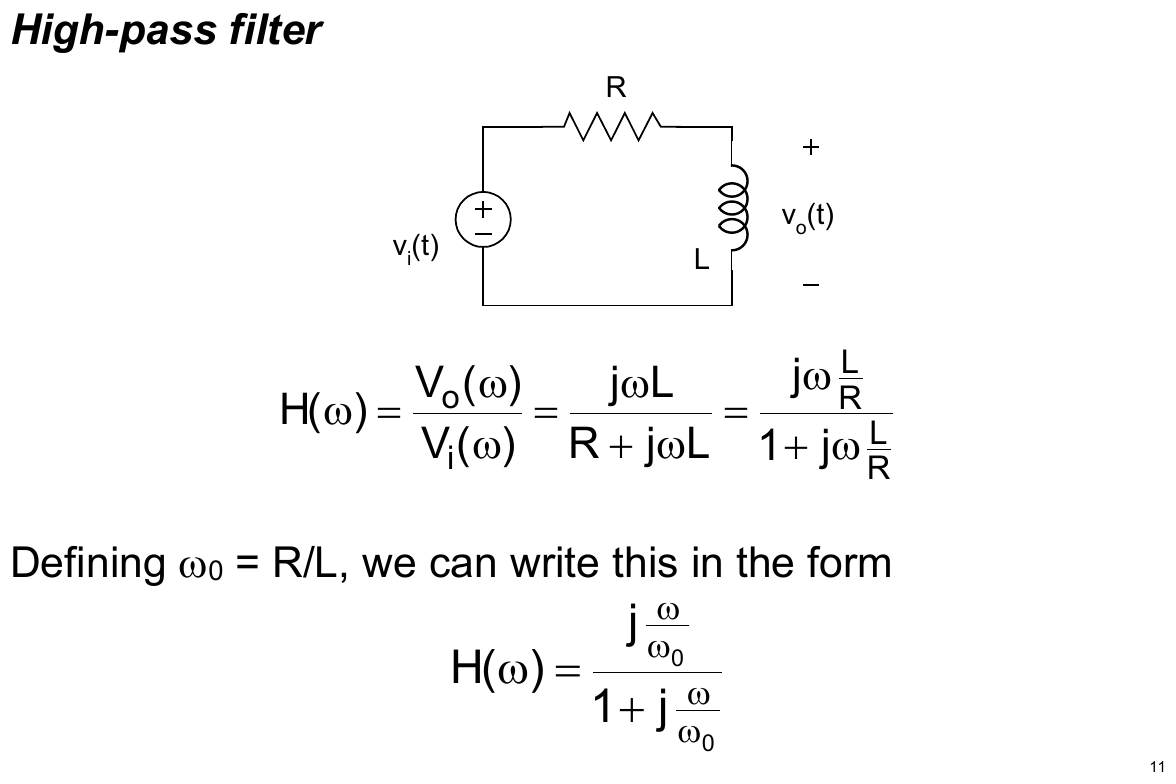 High-pass filter
R
+
+
−
v_i(t)
v_o(t)
L
−
H(ω) = V_o(ω) / V_i(ω) = jωL / (R + jωL) = (jω L/R) / (1 + jω L/R)
Defining ω₀ = R/L, we can write this in the form
H(ω) = (j ω/ω₀) / (1 + j ω/ω₀)
11